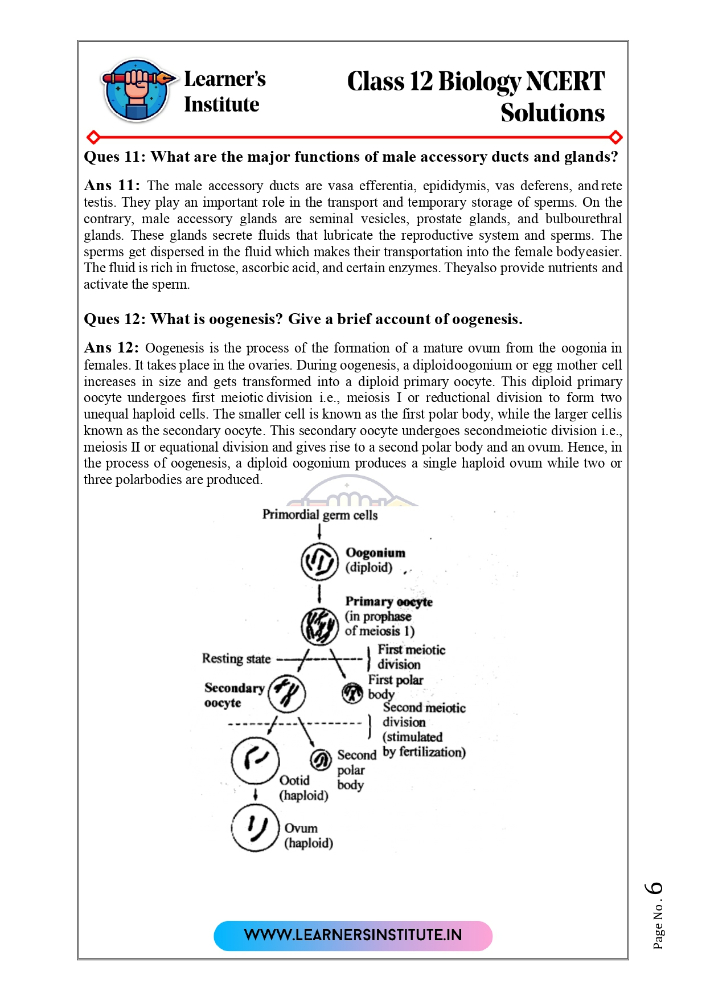 Learner's
Institute
Class 12 Biology NCERT
Solutions
Ques 11: What are the major functions of male accessory ducts and glands?
Ans 11: The male accessory ducts are vasa efferentia, epididymis, vas deferens, and rete
testis. They play an important role in the transport and temporary storage of sperms. On the
contrary, male accessory glands are seminal vesicles, prostate glands, and bulbourethral
glands. These glands secrete fluids that lubricate the reproductive system and sperms. The
sperms get dispersed in the fluid which makes their transportation into the female bodyeasier.
The fluid is rich in fructose, ascorbic acid, and certain enzymes. Theyalso provide nutrients and
activate the sperm.
Ques 12: What is oogenesis? Give a brief account of oogenesis.
Ans 12: Oogenesis is the process of the formation of a mature ovum from the oogonia in
females. It takes place in the ovaries. During oogenesis, a diploidoogonium or egg mother cell
increases in size and gets transformed into a diploid primary oocyte. This diploid primary
oocyte undergoes first meiotic division i.e., meiosis I or reductional division to form two
unequal haploid cells. The smaller cell is known as the first polar body, while the larger cellis
known as the secondary oocyte. This secondary oocyte undergoes secondmeiotic division i.e.,
meiosis II or equational division and gives rise to a second polar body and an ovum. Hence, in
the process of oogenesis, a diploid oogonium produces a single haploid ovum while two or
three polarbodies are produced.
Primordial germ cells
Oogonium
(diploid)
Primary oocyte
(in prophase
of meiosis 1)
Resting state
First meiotic
division
First polar
body
Secondary
oocyte
Second meiotic
division
(stimulated
by fertilization)
Second
polar
body
Ootid
(haploid)
Ovum
(haploid)
Page No. 6
WWW.LEARNERSINSTITUTE.IN